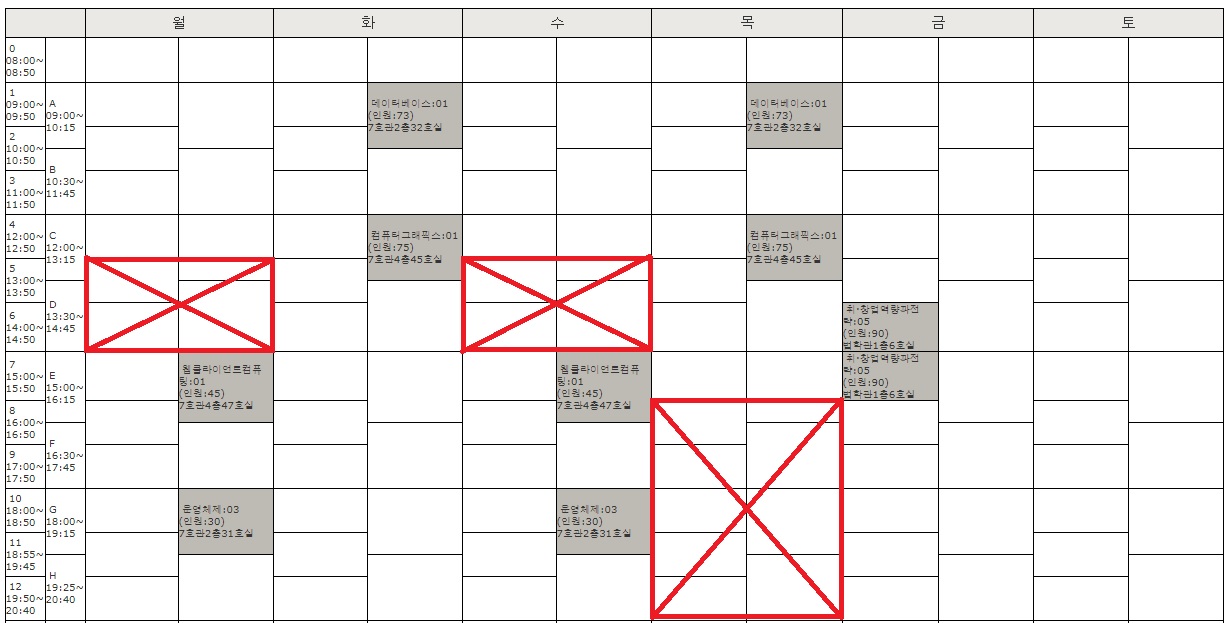 월 화 수 목 금 토
0
08:00~
08:50
1
09:00~
09:50
A
09:00~
10:15
데이터베이스:01
(인원:73)
7호관2층32호실
데이터베이스:01
(인원:73)
7호관2층32호실
2
10:00~
10:50
B
10:30~
11:45
3
11:00~
11:50
4
12:00~
12:50
C
12:00~
13:15
컴퓨터그래픽스:01
(인원:75)
7호관4층45호실
컴퓨터그래픽스:01
(인원:75)
7호관4층45호실
5
13:00~
13:50
D
13:30~
14:45
6
14:00~
14:50
취·창업역량과전
략:05
(인원:90)
법학관1층6호실
7
15:00~
15:50
E
15:00~
16:15
웹클라이언트컴퓨
팅:01
(인원:45)
7호관4층47호실
웹클라이언트컴퓨
팅:01
(인원:45)
7호관4층47호실
취·창업역량과전
략:05
(인원:90)
법학관1층6호실
8
16:00~
16:50
F
16:30~
17:45
9
17:00~
17:50
10
18:00~
18:50
G
18:00~
19:15
운영체제:03
(인원:30)
7호관2층31호실
운영체제:03
(인원:30)
7호관2층31호실
11
18:55~
19:45
H
19:25~
20:40
12
19:50~
20:40